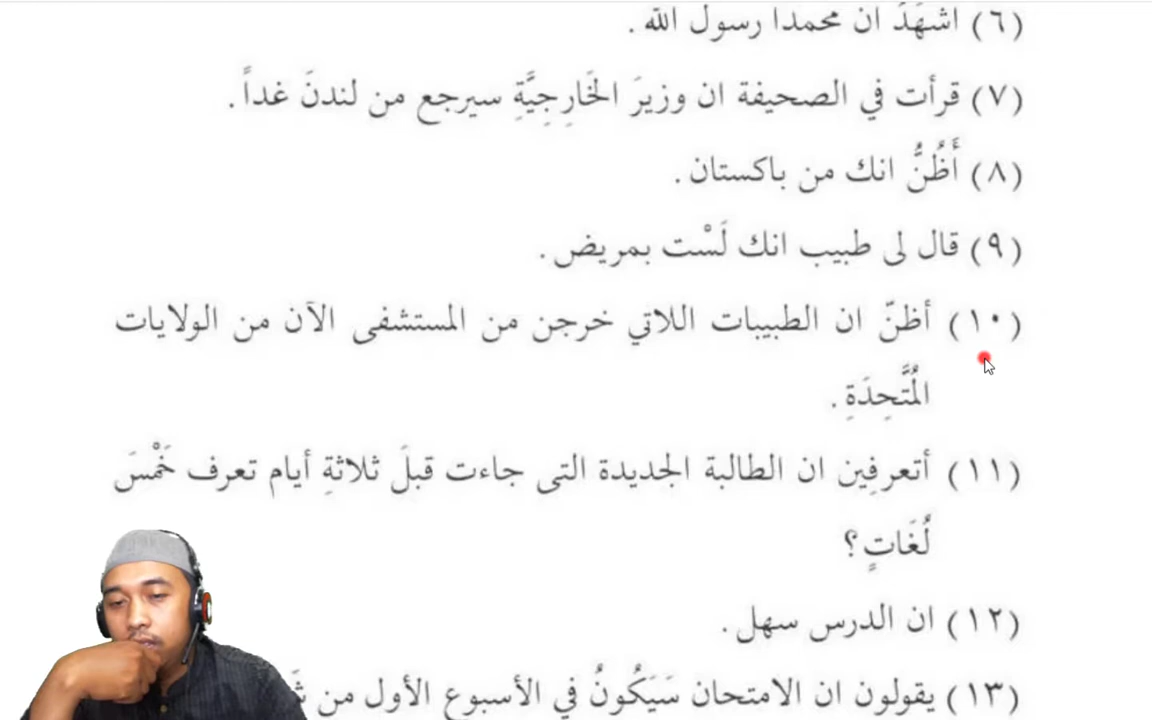 (٦) اشهَدُ ان محمدا رسول الله .
(٧) قرأت في الصحيفة ان وزيرَ الخَارِجِيَّةِ سيرجع من لندنَ غداً .
(٨) أَظُنُّ انك من باكستان .
(٩) قال لى طبيب انك لَسْت بمريض .
(١٠) أظنّ ان الطبيبات اللاتي خرجن من المستشفى الآن من الولايات
المُتَّحِدَةِ .
(١١) أتعرفِين ان الطالبة الجديدة التى جاءت قبلَ ثلاثةِ أيام تعرف خَمْسَ
لُغَاتٍ ؟
(١٢) ان الدرس سهل .
(١٣) يقولون ان الامتحان سَيَكُونُ في الأسبوع الأول من